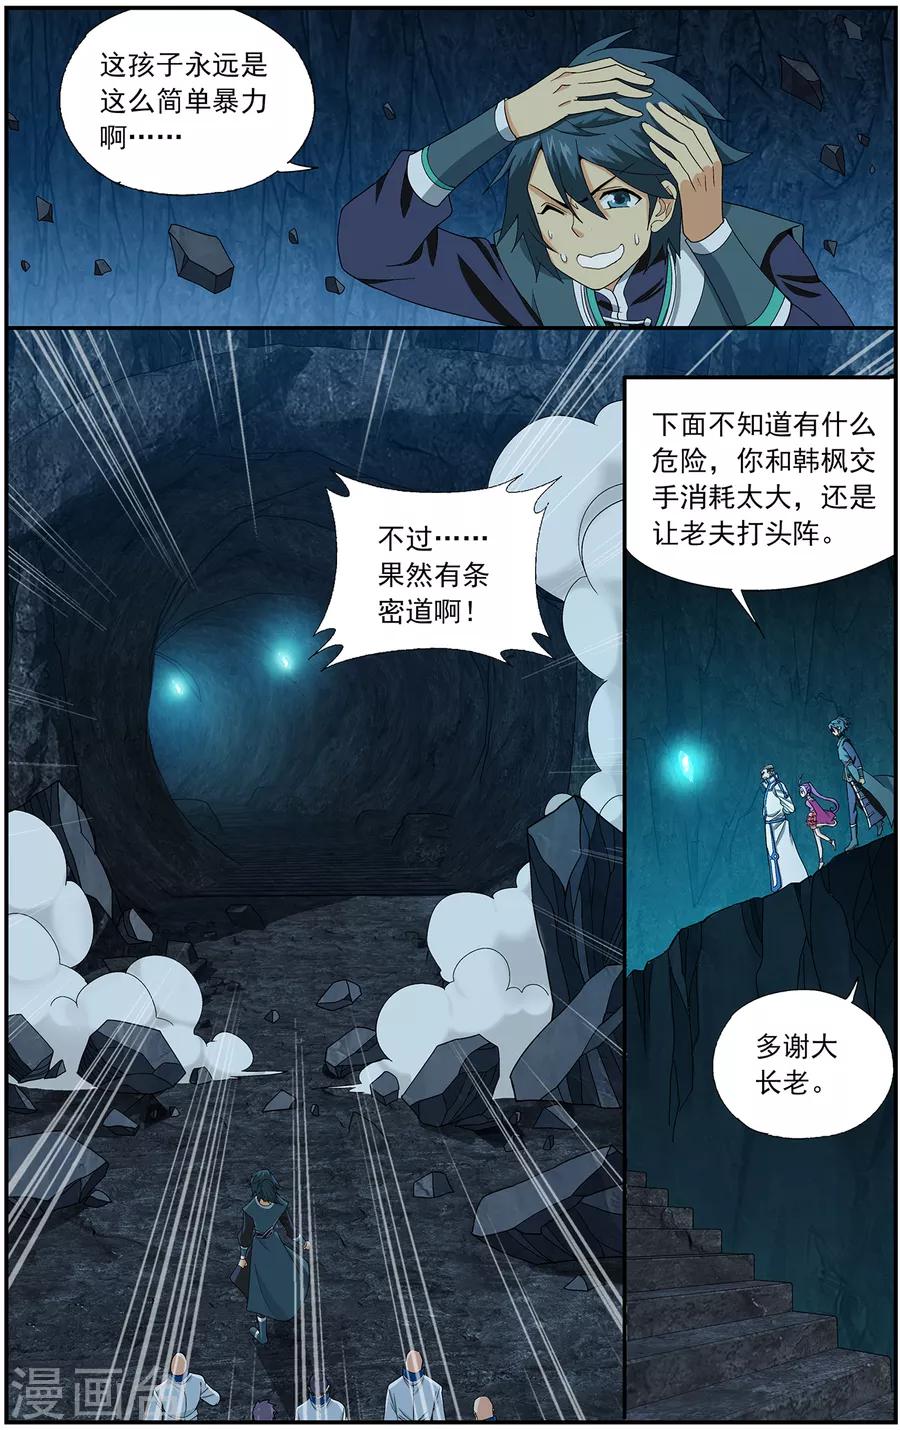 这孩子永远是
这么简单暴力
啊……
不过……
果然有条
密道啊！
下面不知道有什么
危险，你和韩枫交
手消耗太大，还是
让老夫打头阵。
多谢大
长老。
漫画台